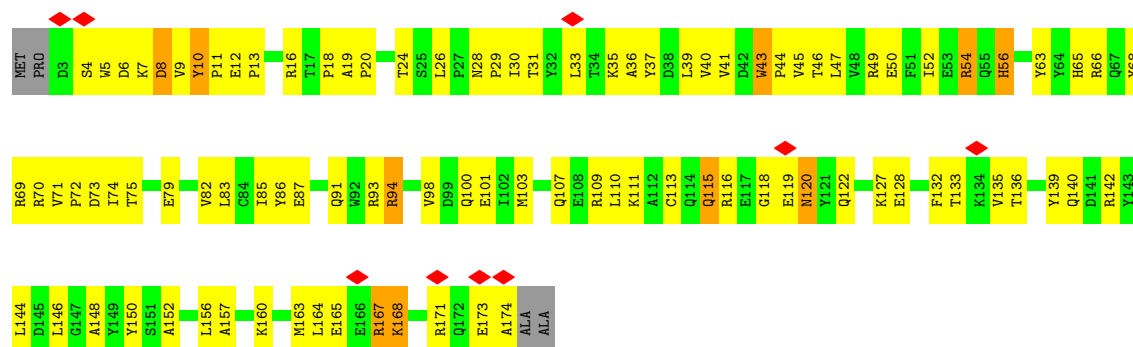 MET PRO D3 S4 W5 D6 K7 D8 V9 Y10 P11 E12 P13 R16 T17 P18 A19 P20 T24 S25 L26 P27 N28 P29 I30 T31 Y32 L33 T34 K35 A36 Y37 D38 L39 V40 V41 D42 W43 P44 V45 T46 L47 V48 R49 E50 F51 I52 E53 R54 Q55 H56 Y63 Y64 H65 R66 Q67
R69 R70 V71 P72 D73 I74 T75 E79 V82 L83 C84 I85 Y86 E87 Q91 W92 R93 R94 V98 D99 Q100 E101 I102 M103 Q107 E108 R109 L110 K111 A112 C113 Q114 Q115 R116 E117 G118 E119 N120 Y121 Q122 K127 E128 F132 T133 K134 V135 T136 Y139 Q140 D141 R142 Y143
L144 D145 L146 G147 A148 Y149 Y150 S151 A152 L156 A157 K160 M163 L164 E165 E166 R167 K168 R171 Q172 E173 A174 ALA ALA